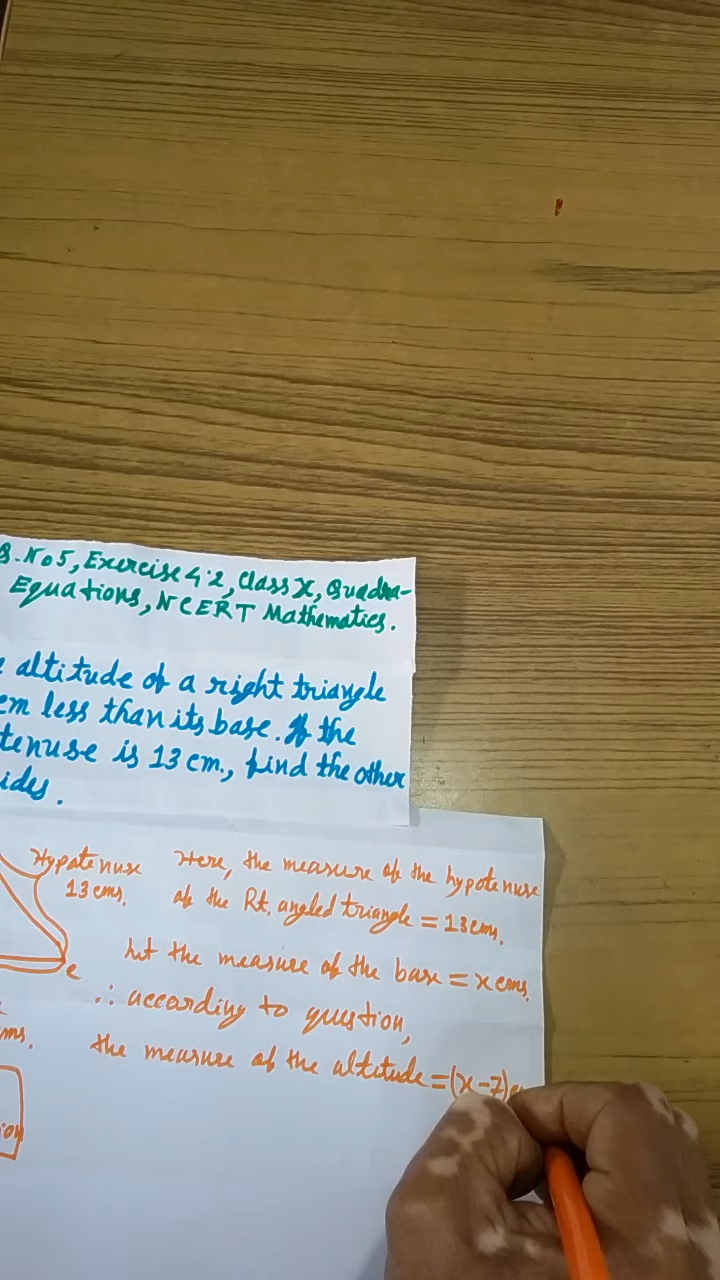 Q.No5, Exercise 4.2, Class X, Quadra-
Equations, NCERT Mathematics.
altitude of a right triangle
cm less than its base. If the
tenuse is 13 cm., find the other
ides.
Hypotenuse
13 cms.
Here, the measure of the hypotenuse
of the Rt. angled triangle = 13 cms.
Let the measure of the base = x cms.
C
∴ according to question,
ms.
the measure of the altitude = (x-7)c
ion